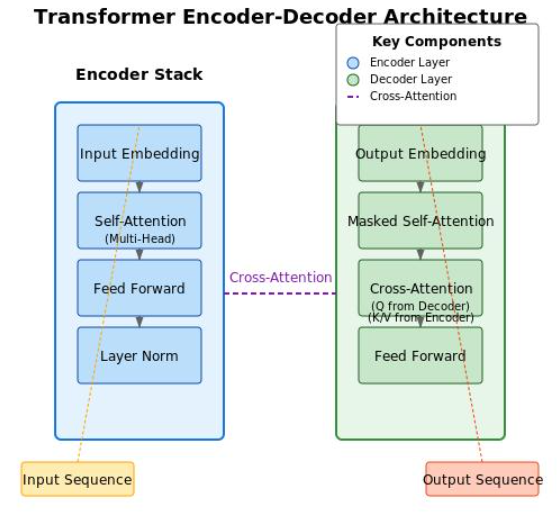 Transformer Encoder-Decoder Architecture
Key Components
Encoder Layer
Decoder Layer
Cross-Attention
Encoder Stack
Input Embedding
Self-Attention
(Multi-Head)
Feed Forward
Layer Norm
Cross-Attention
Output Embedding
Masked Self-Attention
Cross-Attention
(Q from Decoder)
(K/V from Encoder)
Feed Forward
Input Sequence
Output Sequence